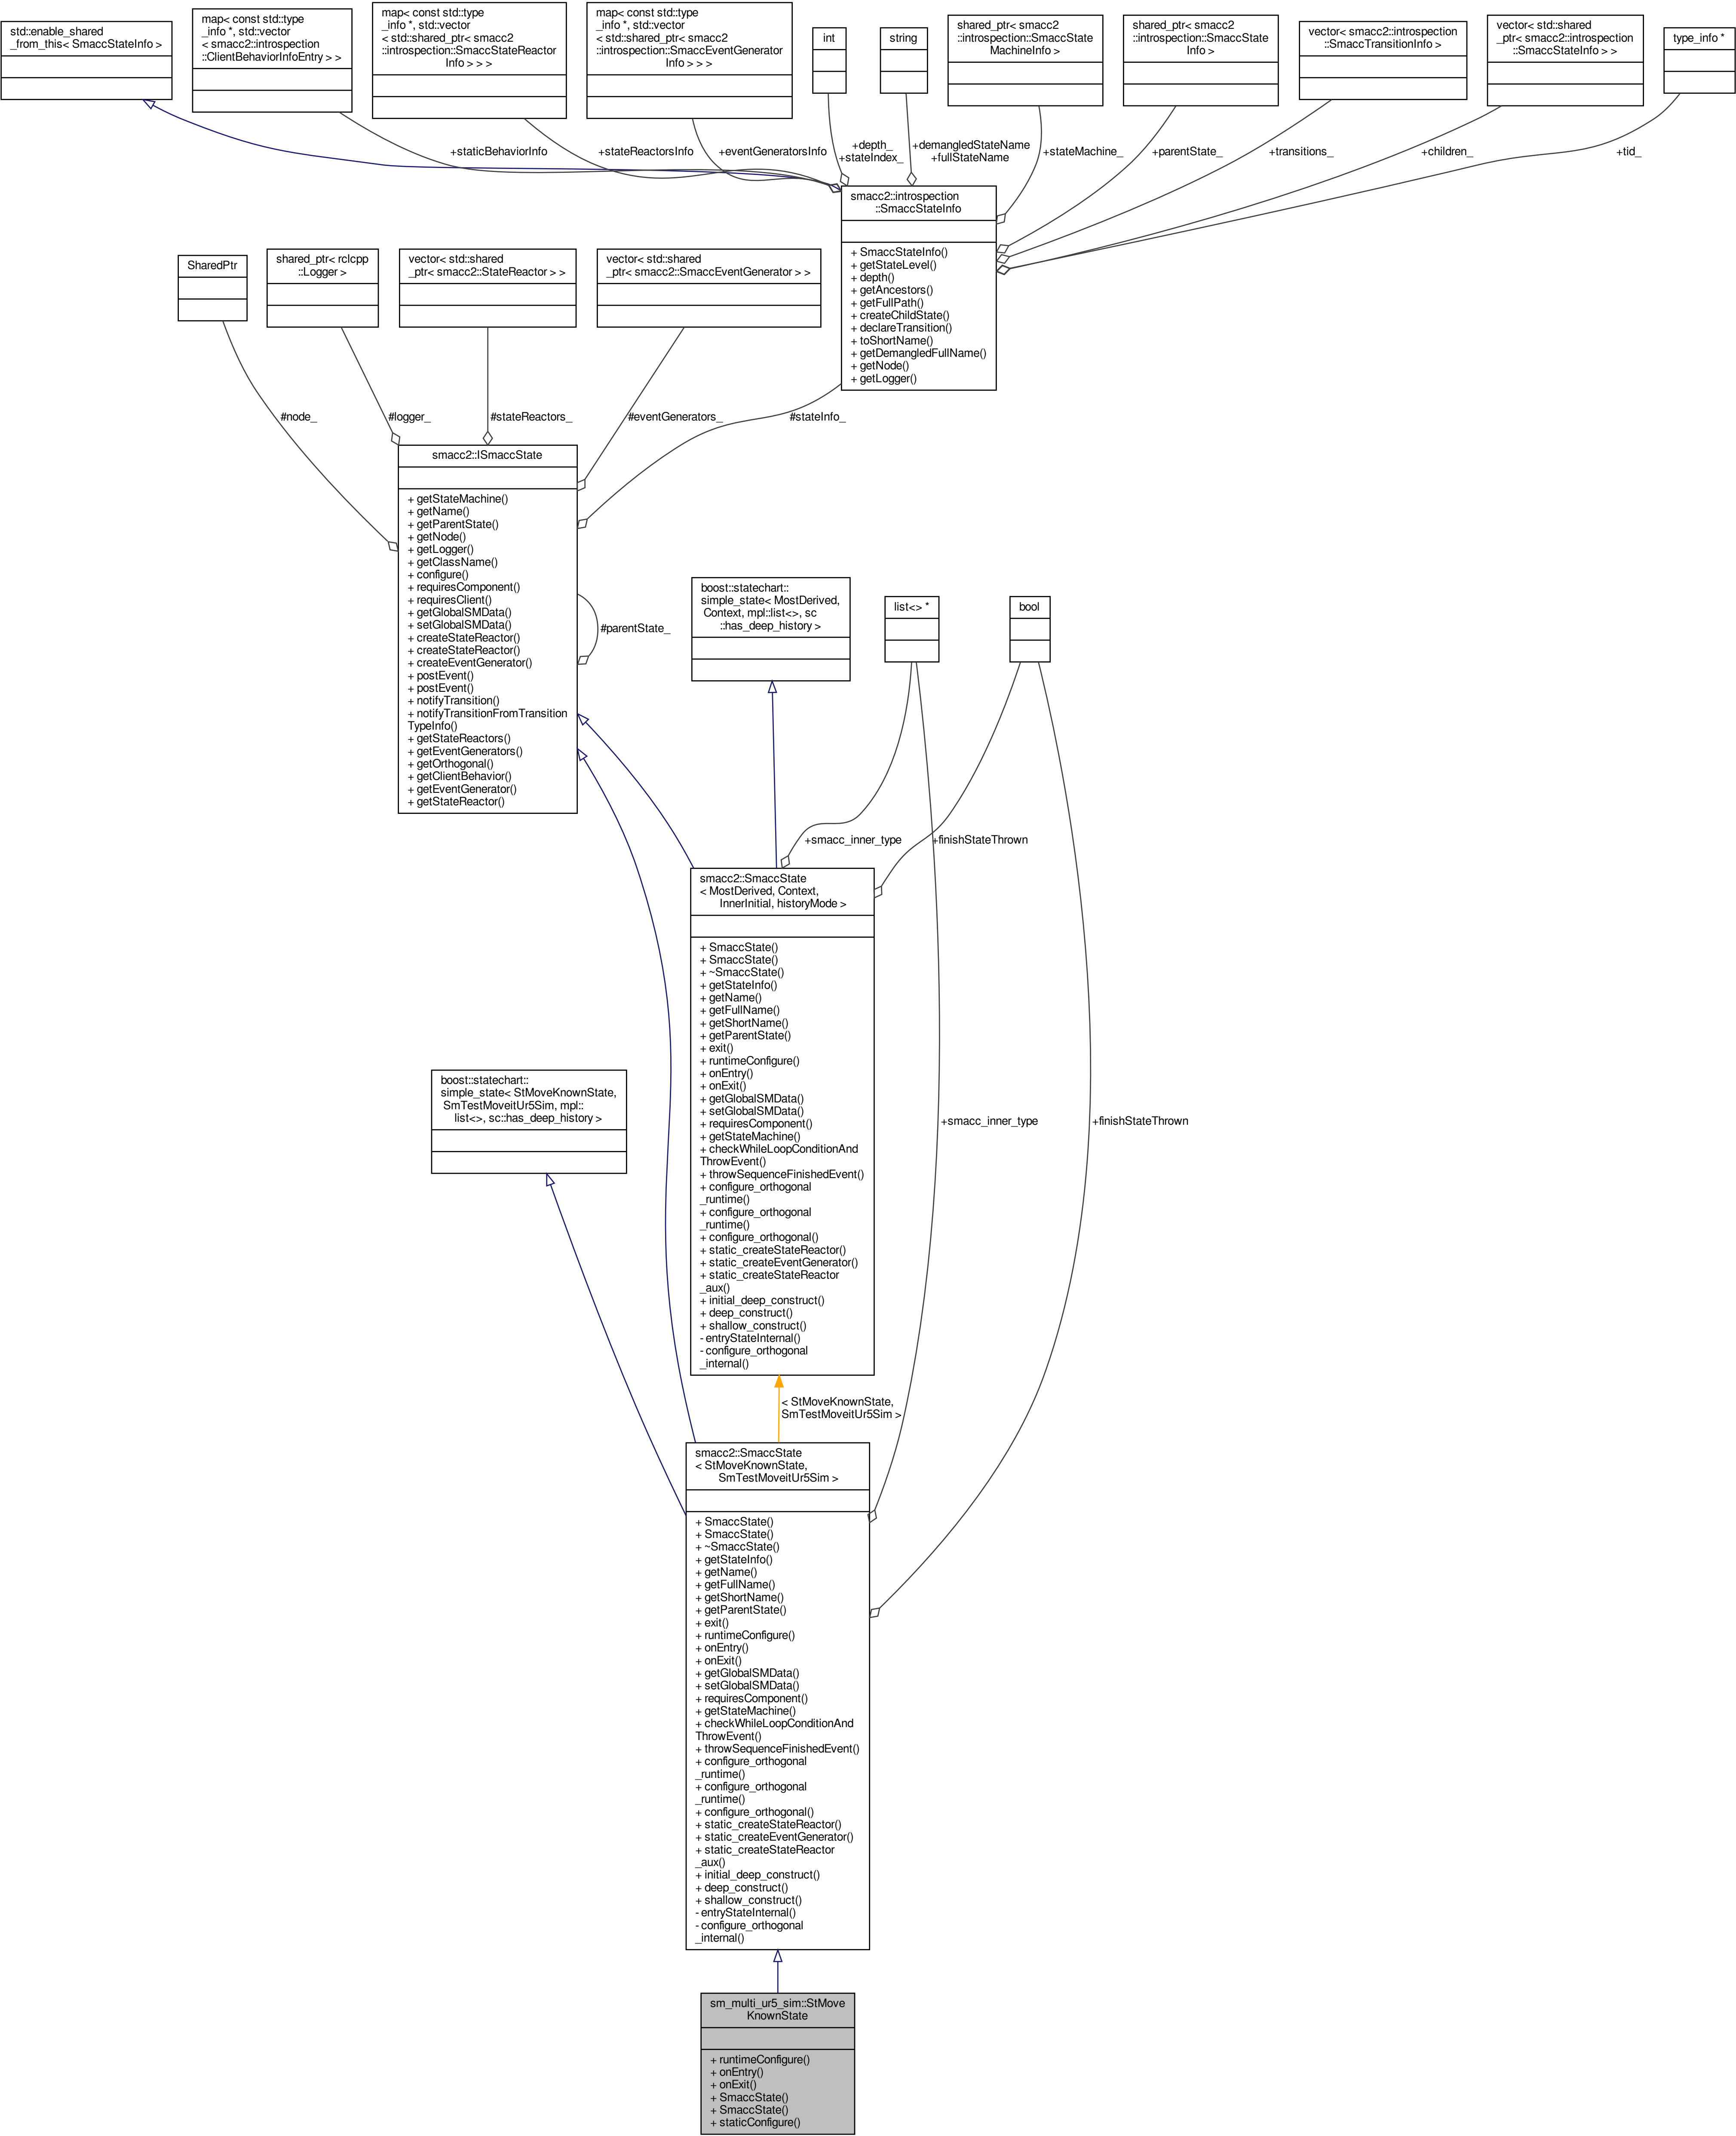 std::enable_shared
_from_this< SmaccStateInfo >
map< const std::type
_info *, std::vector
< smacc2::introspection
::ClientBehaviorInfoEntry > >
map< const std::type
_info *, std::vector
< std::shared_ptr< smacc2
::introspection::SmaccStateReactor
Info > > >
map< const std::type
_info *, std::vector
< std::shared_ptr< smacc2
::introspection::SmaccEventGenerator
Info > > >
int
string
shared_ptr< smacc2
::introspection::SmaccState
MachineInfo >
shared_ptr< smacc2
::introspection::SmaccState
Info >
vector< smacc2::introspection
::SmaccTransitionInfo >
vector< std::shared
_ptr< smacc2::introspection
::SmaccStateInfo > >
type_info *
+staticBehaviorInfo
+stateReactorsInfo
+eventGeneratorsInfo
+depth_
+stateIndex_
+demangledStateName
+fullStateName
+stateMachine_
+parentState_
+transitions_
+children_
+tid_
smacc2::introspection
::SmaccStateInfo
+ SmaccStateInfo()
+ getStateLevel()
+ depth()
+ getAncestors()
+ getFullPath()
+ createChildState()
+ declareTransition()
+ toShortName()
+ getDemangledFullName()
+ getNode()
+ getLogger()
SharedPtr
shared_ptr< rclcpp
::Logger >
vector< std::shared
_ptr< smacc2::StateReactor > >
vector< std::shared
_ptr< smacc2::SmaccEventGenerator > >
#node_
#logger_
#stateReactors_
#eventGenerators_
#stateInfo_
smacc2::ISmaccState
+ getStateMachine()
+ getName()
+ getParentState()
+ getNode()
+ getLogger()
+ getClassName()
+ configure()
+ requiresComponent()
+ requiresClient()
+ getGlobalSMData()
+ setGlobalSMData()
+ createStateReactor()
+ createStateReactor()
+ createEventGenerator()
+ postEvent()
+ postEvent()
+ notifyTransition()
+ notifyTransitionFromTransition
TypeInfo()
+ getStateReactors()
+ getEventGenerators()
+ getOrthogonal()
+ getClientBehavior()
+ getEventGenerator()
+ getStateReactor()
#parentState_
boost::statechart::
simple_state< MostDerived,
Context, mpl::list<>, sc
::has_deep_history >
list<> *
bool
+smacc_inner_type
+finishStateThrown
smacc2::SmaccState
< MostDerived, Context,
InnerInitial, historyMode >
+ SmaccState()
+ SmaccState()
+ ~SmaccState()
+ getStateInfo()
+ getName()
+ getFullName()
+ getShortName()
+ getParentState()
+ exit()
+ runtimeConfigure()
+ onEntry()
+ onExit()
+ getGlobalSMData()
+ setGlobalSMData()
+ requiresComponent()
+ getStateMachine()
+ checkWhileLoopConditionAnd
ThrowEvent()
+ throwSequenceFinishedEvent()
+ configure_orthogonal
_runtime()
+ configure_orthogonal
_runtime()
+ configure_orthogonal()
+ static_createStateReactor()
+ static_createEventGenerator()
+ static_createStateReactor
_aux()
+ initial_deep_construct()
+ deep_construct()
+ shallow_construct()
- entryStateInternal()
- configure_orthogonal
_internal()
boost::statechart::
simple_state< StMoveKnownState,
SmTestMoveitUr5Sim, mpl::
list<>, sc::has_deep_history >
+smacc_inner_type
+finishStateThrown
< StMoveKnownState,
SmTestMoveitUr5Sim >
smacc2::SmaccState
< StMoveKnownState,
SmTestMoveitUr5Sim >
+ SmaccState()
+ SmaccState()
+ ~SmaccState()
+ getStateInfo()
+ getName()
+ getFullName()
+ getShortName()
+ getParentState()
+ exit()
+ runtimeConfigure()
+ onEntry()
+ onExit()
+ getGlobalSMData()
+ setGlobalSMData()
+ requiresComponent()
+ getStateMachine()
+ checkWhileLoopConditionAnd
ThrowEvent()
+ throwSequenceFinishedEvent()
+ configure_orthogonal
_runtime()
+ configure_orthogonal
_runtime()
+ configure_orthogonal()
+ static_createStateReactor()
+ static_createEventGenerator()
+ static_createStateReactor
_aux()
+ initial_deep_construct()
+ deep_construct()
+ shallow_construct()
- entryStateInternal()
- configure_orthogonal
_internal()
sm_multi_ur5_sim::StMove
KnownState
+ runtimeConfigure()
+ onEntry()
+ onExit()
+ SmaccState()
+ SmaccState()
+ staticConfigure()